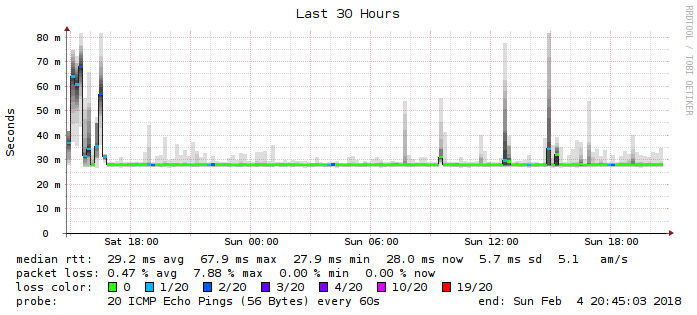 Last 30 Hours
RRDTOOL / TOBI OETIKER
Seconds
80 m
70 m
60 m
50 m
40 m
30 m
20 m
10 m
0
Sat 18:00 Sun 00:00 Sun 06:00 Sun 12:00 Sun 18:00
median rtt: 29.2 ms avg 67.9 ms max 27.9 ms min 28.0 ms now 5.7 ms sd 5.1 am/s
packet loss: 0.47 % avg 7.88 % max 0.00 % min 0.00 % now
loss color: 0 1/20 2/20 3/20 4/20 10/20 19/20
probe: 20 ICMP Echo Pings (56 Bytes) every 60s end: Sun Feb 4 20:45:03 2018